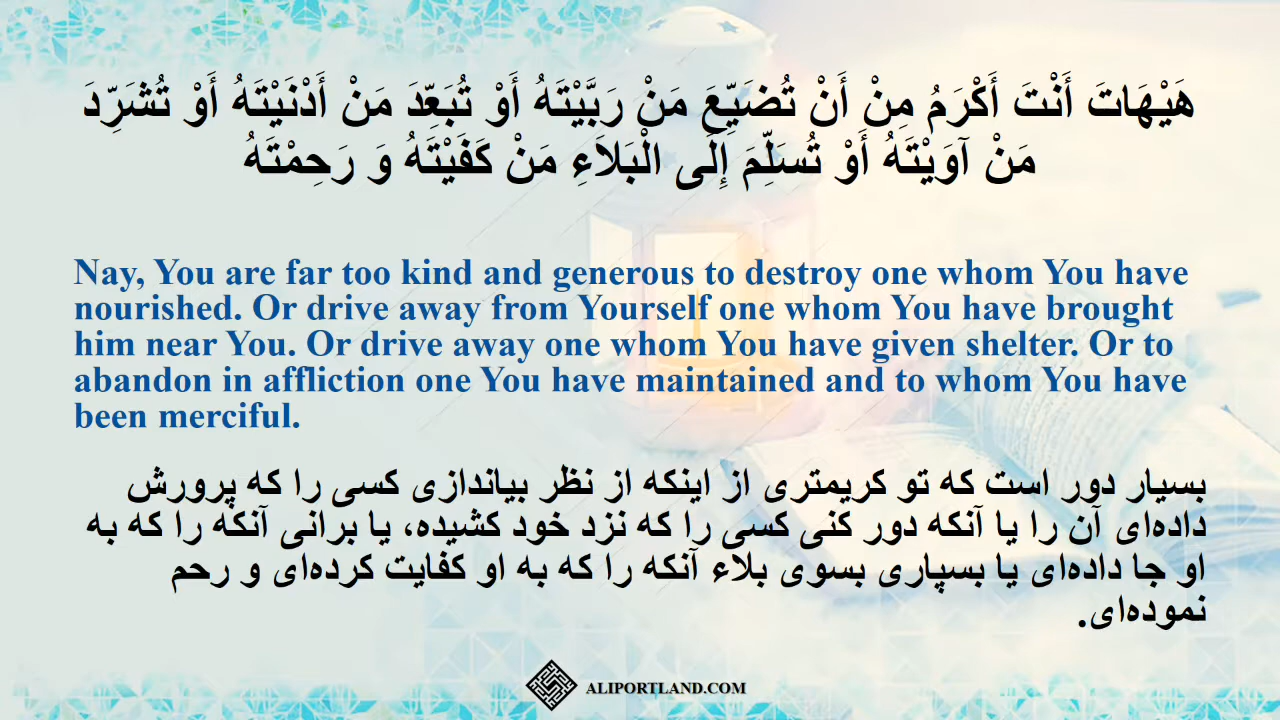 هَيْهَاتَ أَنْتَ أَكْرَمُ مِنْ أَنْ تُضَيِّعَ مَنْ رَبَّيْتَهُ أَوْ تُبَعِّدَ مَنْ أَدْنَيْتَهُ أَوْ تُشَرِّدَ
مَنْ آوَيْتَهُ أَوْ تُسَلِّمَ إِلَى الْبَلاَءِ مَنْ كَفَيْتَهُ وَ رَحِمْتَهُ
Nay, You are far too kind and generous to destroy one whom You have
nourished. Or drive away from Yourself one whom You have brought
him near You. Or drive away one whom You have given shelter. Or to
abandon in affliction one You have maintained and to whom You have
been merciful.
بسیار دور است که تو کریمتری از اینکه از نظر بیاندازی کسی را که پرورش
داده‌ای آن را یا آنکه دور کنی کسی را که نزد خود کشیده، یا برانی آنکه را که به
او جا داده‌ای یا بسپاری بسوی بلاء آنکه را که به او کفایت کرده‌ای و رحم
نموده‌ای.
ALIPORTLAND.COM